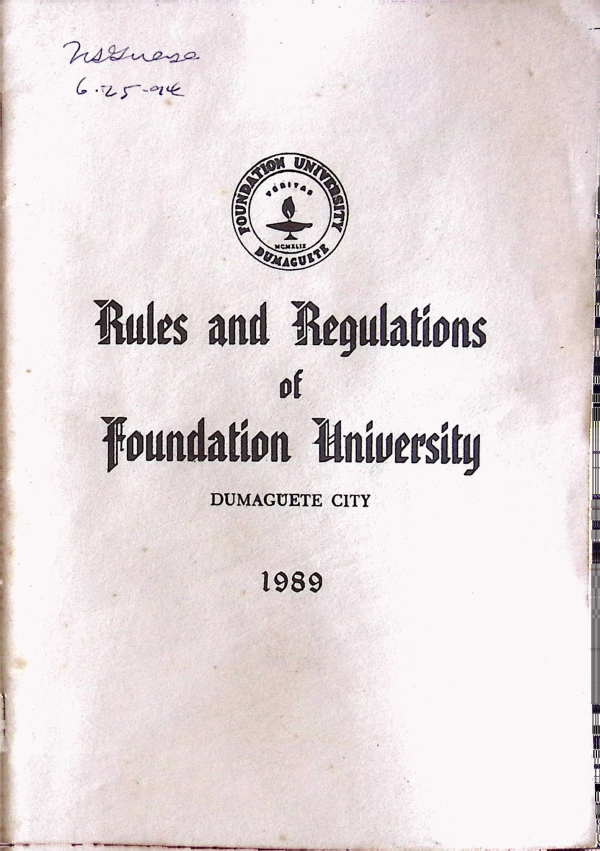 6-25-94
FOUNDATION UNIVERSITY
VERITAS
MCMXLIX
DUMAGUETE
Rules and Regulations
of
Foundation University
DUMAGUETE CITY
1989